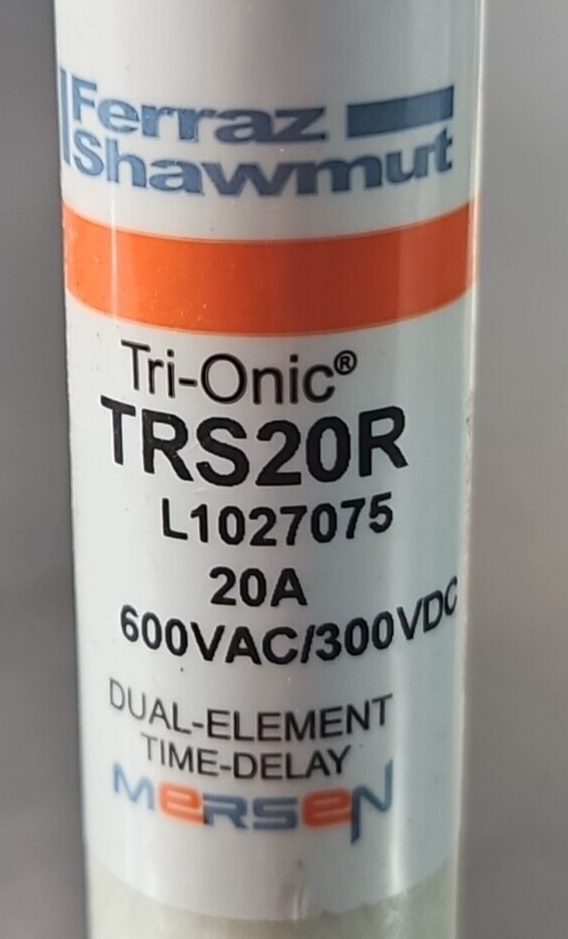 Ferraz
Shawmut
Tri-Onic®
TRS20R
L1027075
20A
600VAC/300VDC
DUAL-ELEMENT
TIME-DELAY
MERSEN